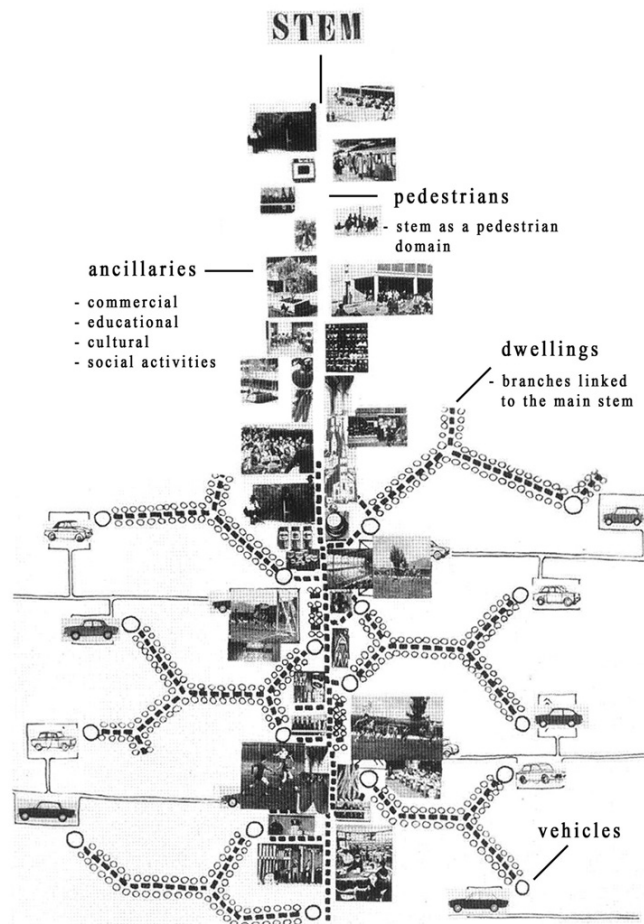 STEM
pedestrians
- stem as a pedestrian
domain
ancillaries
- commercial
- educational
- cultural
- social activities
dwellings
- branches linked
to the main stem
vehicles